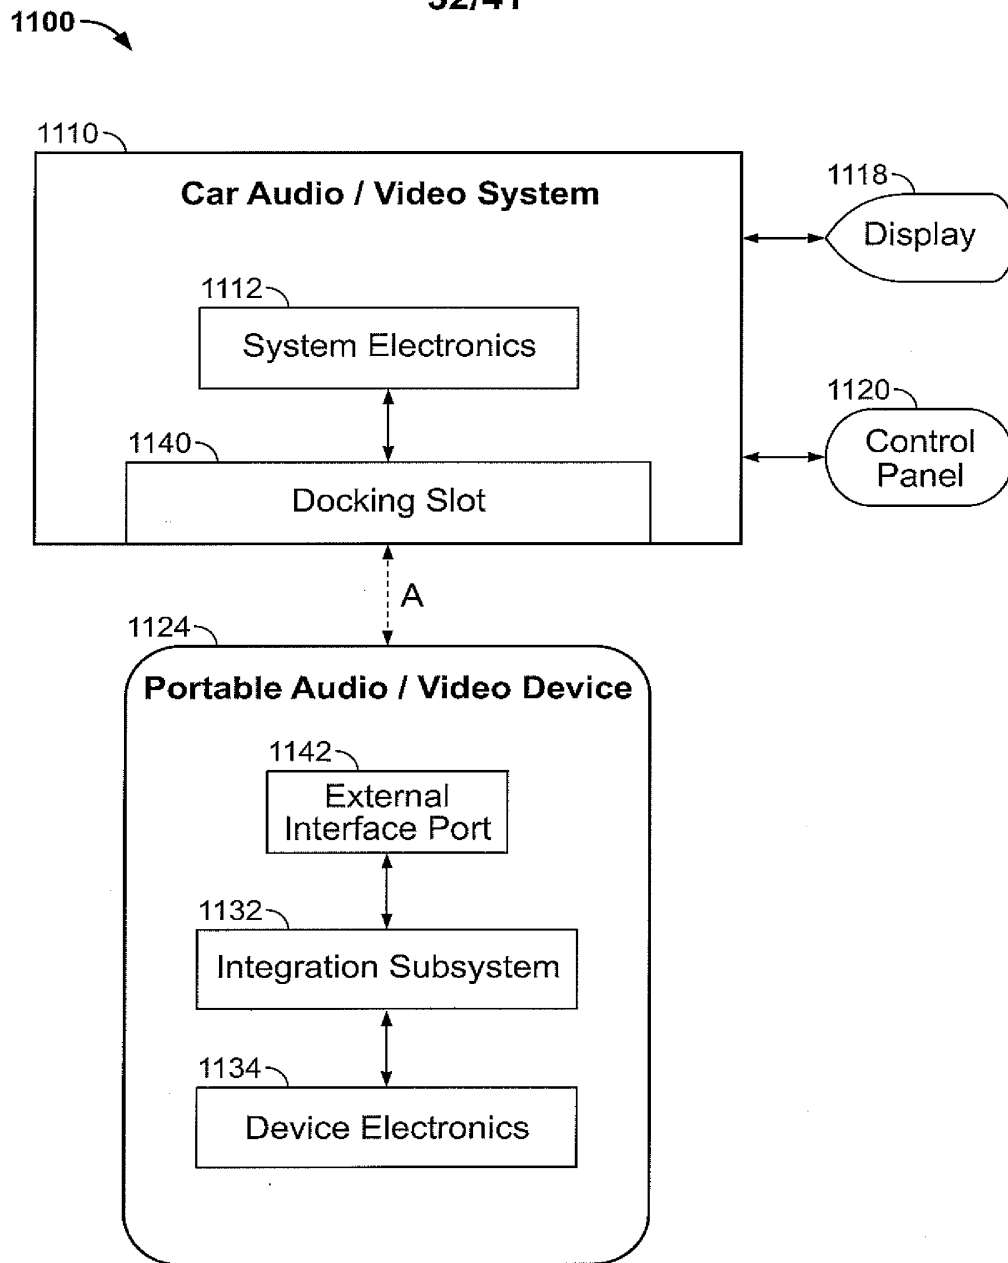 32/41
1100
1110
Car Audio / Video System
1118
Display
1112
System Electronics
1120
Control
Panel
1140
Docking Slot
A
1124
Portable Audio / Video Device
1142
External
Interface Port
1132
Integration Subsystem
1134
Device Electronics